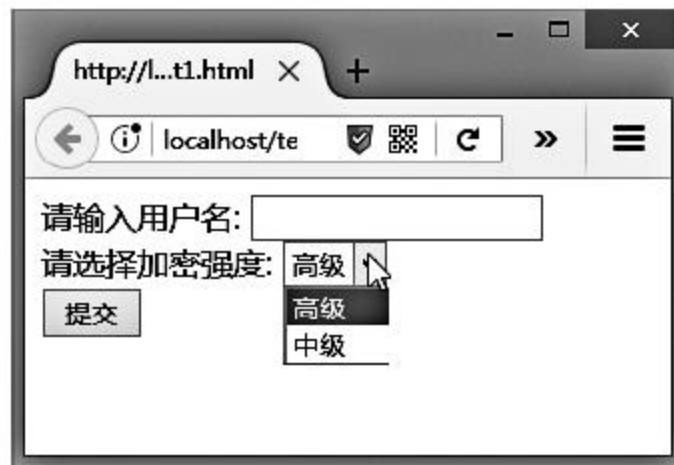 http://l...t1.html
localhost/te
请输入用户名:
请选择加密强度: 高级
高级
中级
提交